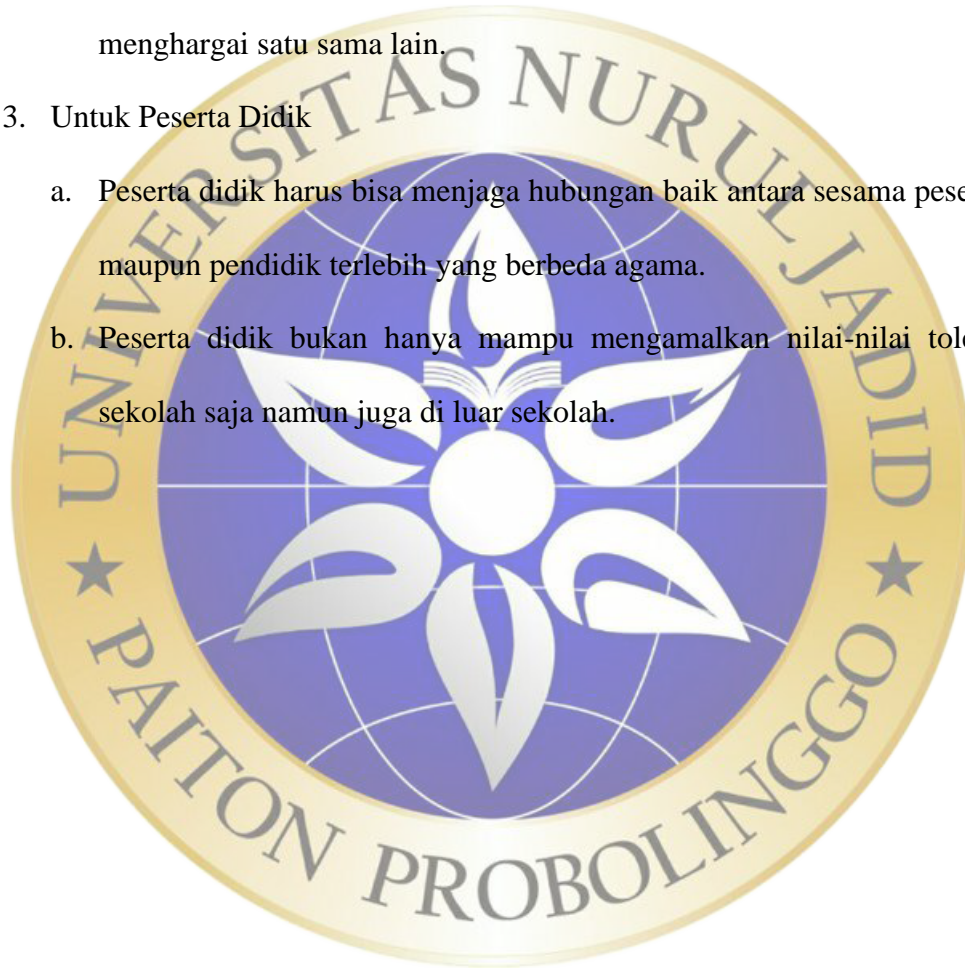 menghargai satu sama lain.
3. Untuk Peserta Didik
a. Peserta didik harus bisa menjaga hubungan baik antara sesama
maupun pendidik terlebih yang berbeda agama.
b. Peserta didik bukan hanya mampu mengamalkan nilai-nilai
sekolah saja namun juga di luar sekolah.
UNIVERSITAS NURUL JADID
PAITON PROBOLINGGO